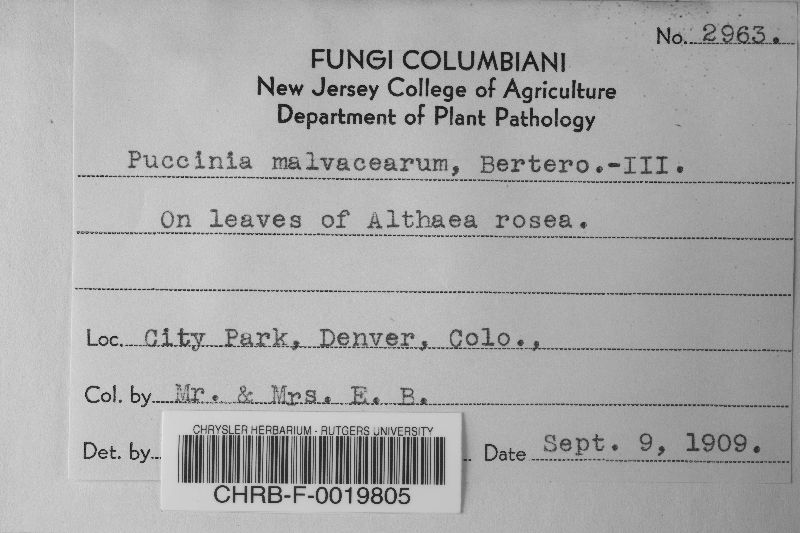 No. 2963.
FUNGI COLUMBIANI
New Jersey College of Agriculture
Department of Plant Pathology
Puccinia malvacearum, Bertero.-III.
On leaves of Althaea rosea.
Loc. City Park, Denver, Colo.,
Col. by Mr. & Mrs. E. B.
Det. by
Date Sept. 9, 1909.
CHRYSLER HERBARIUM - RUTGERS UNIVERSITY
CHRB-F-0019805